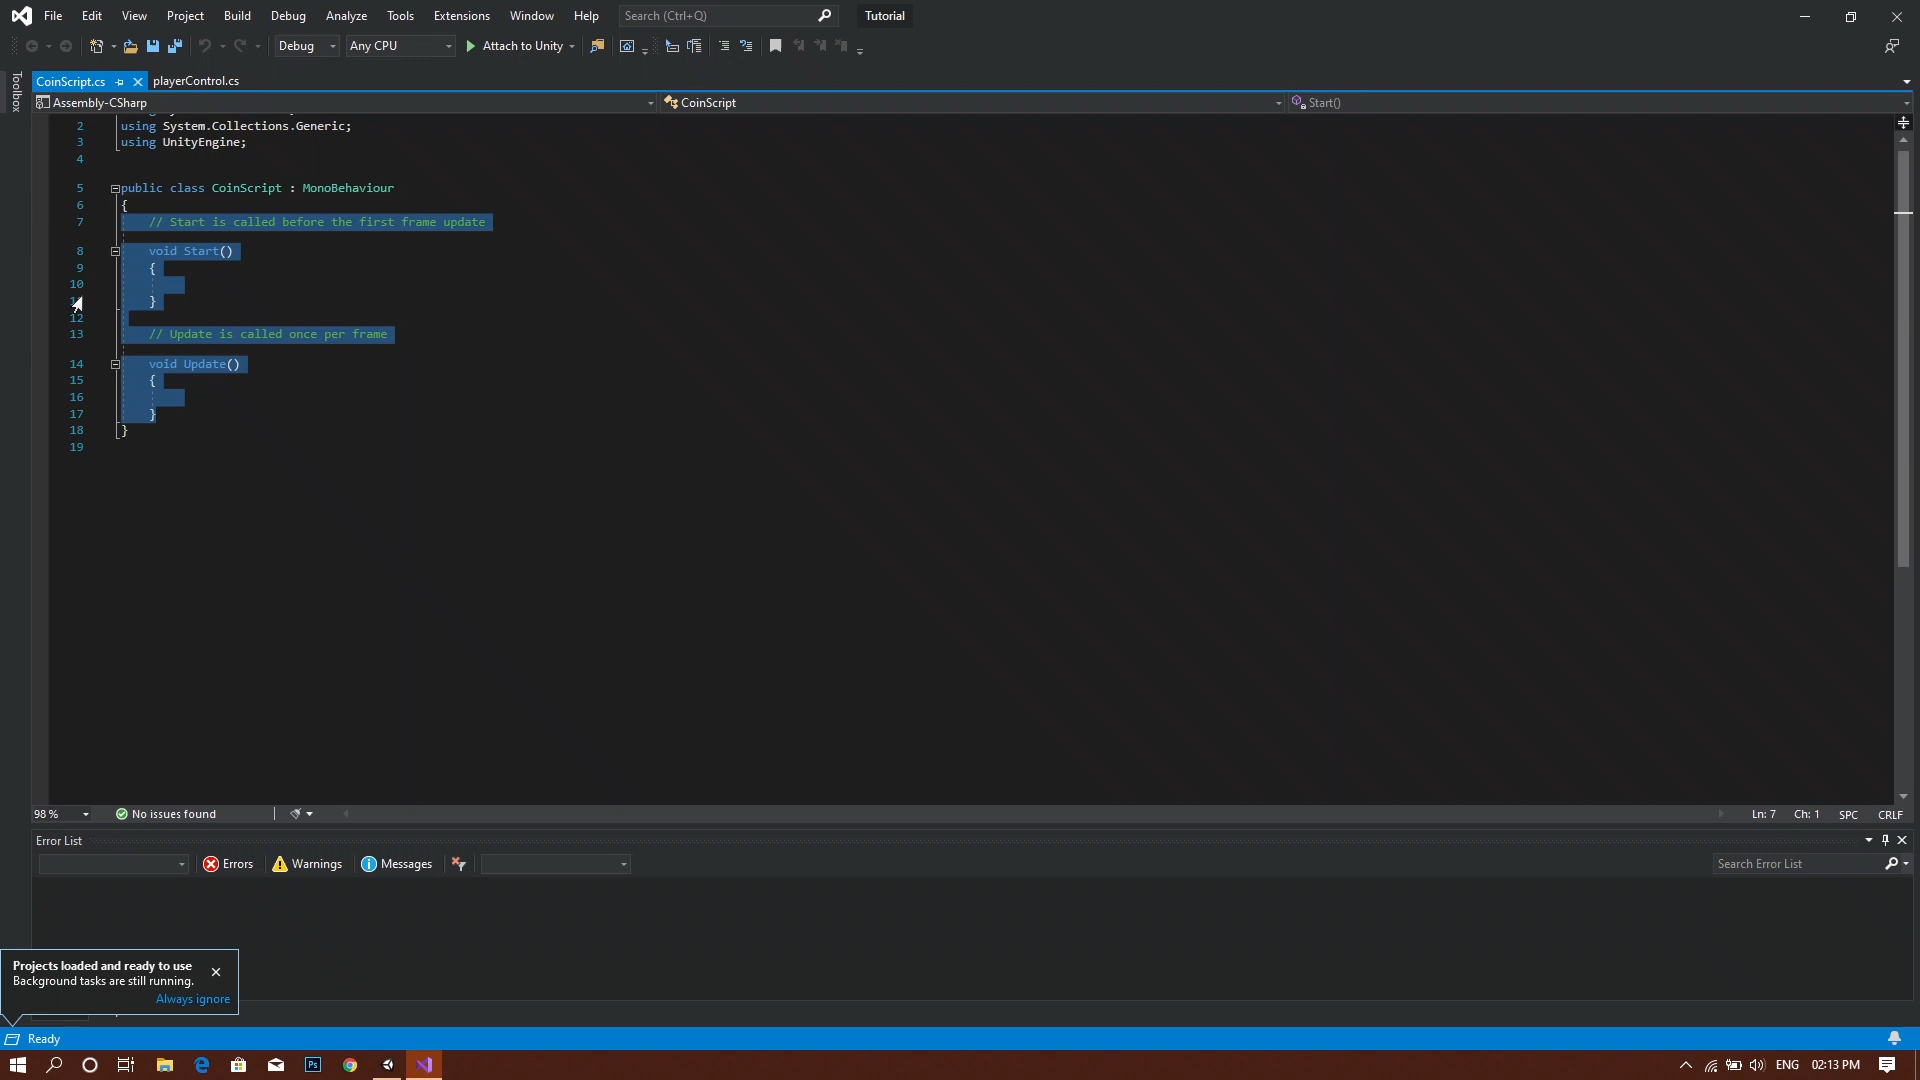 File Edit View Project Build Debug Analyze Tools Extensions Window Help Search (Ctrl+Q) Tutorial
Debug Any CPU Attach to Unity
Toolbox
CoinScript.cs playerControl.cs
Assembly-CSharp CoinScript Start()
2 using System.Collections.Generic;
3 using UnityEngine;
4
5 public class CoinScript : MonoBehaviour
6 {
7 // Start is called before the first frame update
8 void Start()
9 {
10
}
12
13 // Update is called once per frame
14 void Update()
15 {
16
17 }
18 }
19
98 % No issues found Ln: 7 Ch: 1 SPC CRLF
Error List
Errors Warnings Messages Search Error List
Projects loaded and ready to use
Background tasks are still running.
Always ignore
Ready
Ps ENG 02:13 PM